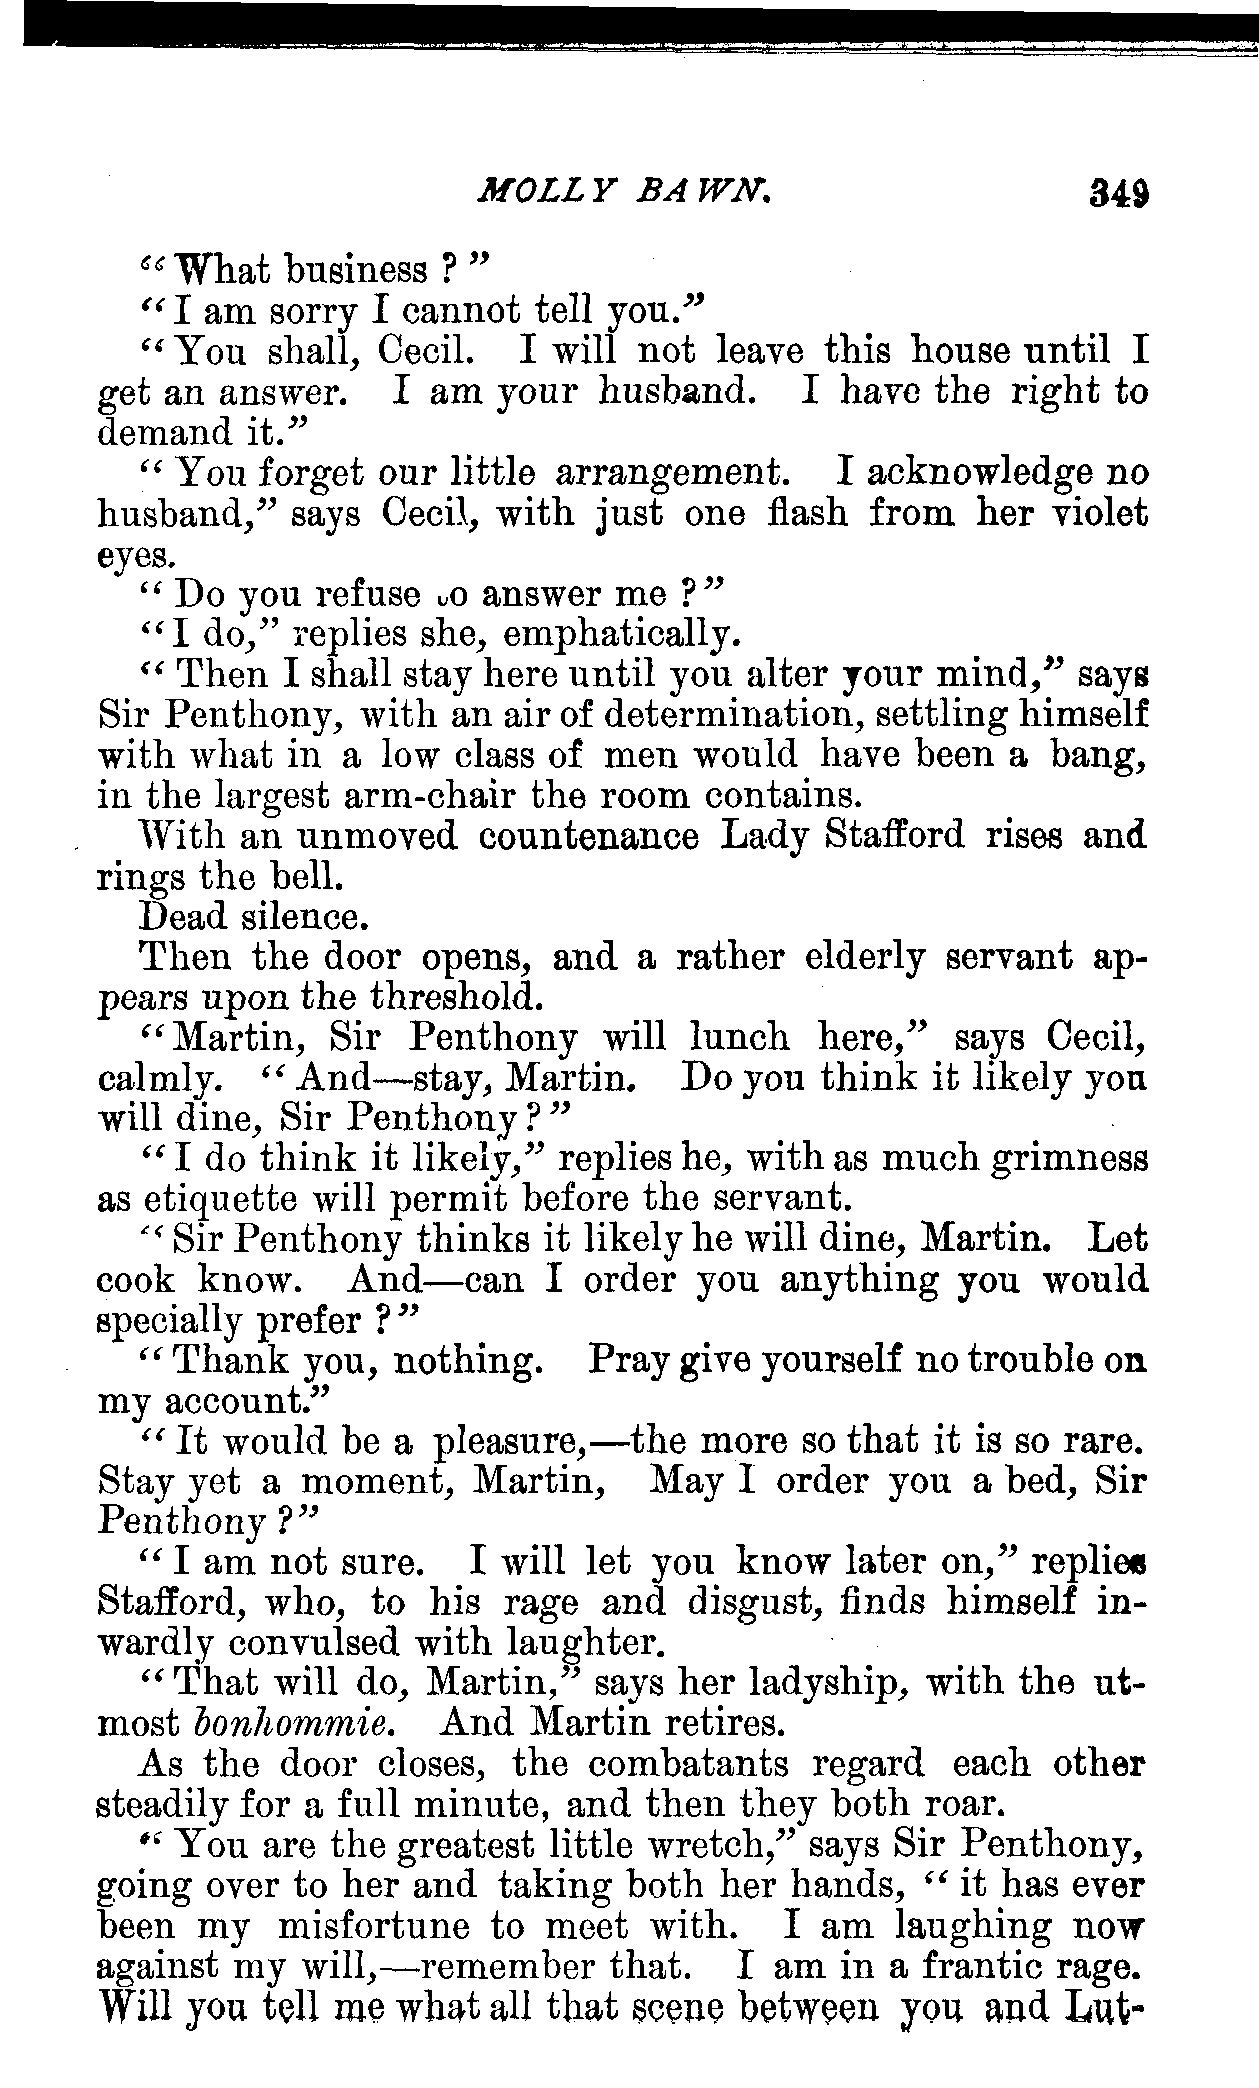 MOLLY BAWN. 349
"What business?"
"I am sorry I cannot tell you."
"You shall, Cecil. I will not leave this house until I
get an answer. I am your husband. I have the right to
demand it."
"You forget our little arrangement. I acknowledge no
husband," says Cecil, with just one flash from her violet
eyes.
"Do you refuse to answer me?"
"I do," replies she, emphatically.
"Then I shall stay here until you alter your mind," says
Sir Penthony, with an air of determination, settling himself
with what in a low class of men would have been a bang,
in the largest arm-chair the room contains.
With an unmoved countenance Lady Stafford rises and
rings the bell.
Dead silence.
Then the door opens, and a rather elderly servant ap-
pears upon the threshold.
"Martin, Sir Penthony will lunch here," says Cecil,
calmly. "And—stay, Martin. Do you think it likely you
will dine, Sir Penthony?"
"I do think it likely," replies he, with as much grimness
as etiquette will permit before the servant.
"Sir Penthony thinks it likely he will dine, Martin. Let
cook know. And—can I order you anything you would
specially prefer?"
"Thank you, nothing. Pray give yourself no trouble on
my account."
"It would be a pleasure,—the more so that it is so rare.
Stay yet a moment, Martin, May I order you a bed, Sir
Penthony?"
"I am not sure. I will let you know later on," replies
Stafford, who, to his rage and disgust, finds himself in-
wardly convulsed with laughter.
"That will do, Martin," says her ladyship, with the ut-
most bonhommie. And Martin retires.
As the door closes, the combatants regard each other
steadily for a full minute, and then they both roar.
"You are the greatest little wretch," says Sir Penthony,
going over to her and taking both her hands, "it has ever
been my misfortune to meet with. I am laughing now
against my will,—remember that. I am in a frantic rage.
Will you tell me what all that scene between you and Lut-